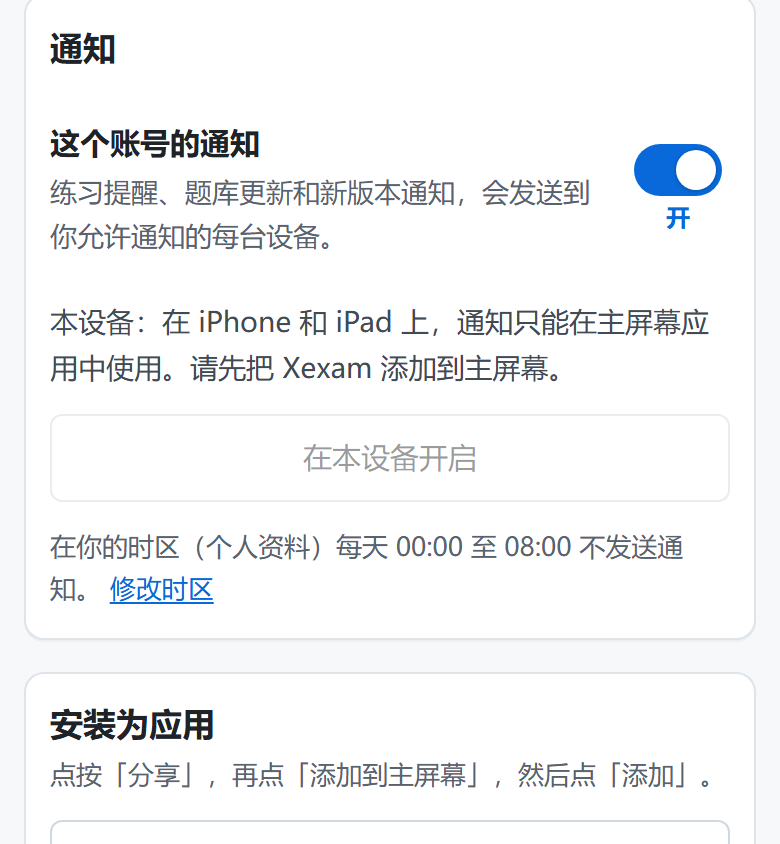 通知
这个账号的通知
练习提醒、题库更新和新版本通知，会发送到
你允许通知的每台设备。
开
本设备：在 iPhone 和 iPad 上，通知只能在主屏幕应
用中使用。请先把 Xexam 添加到主屏幕。
在本设备开启
在你的时区（个人资料）每天 00:00 至 08:00 不发送通
知。 修改时区
安装为应用
点按「分享」，再点「添加到主屏幕」，然后点「添加」。